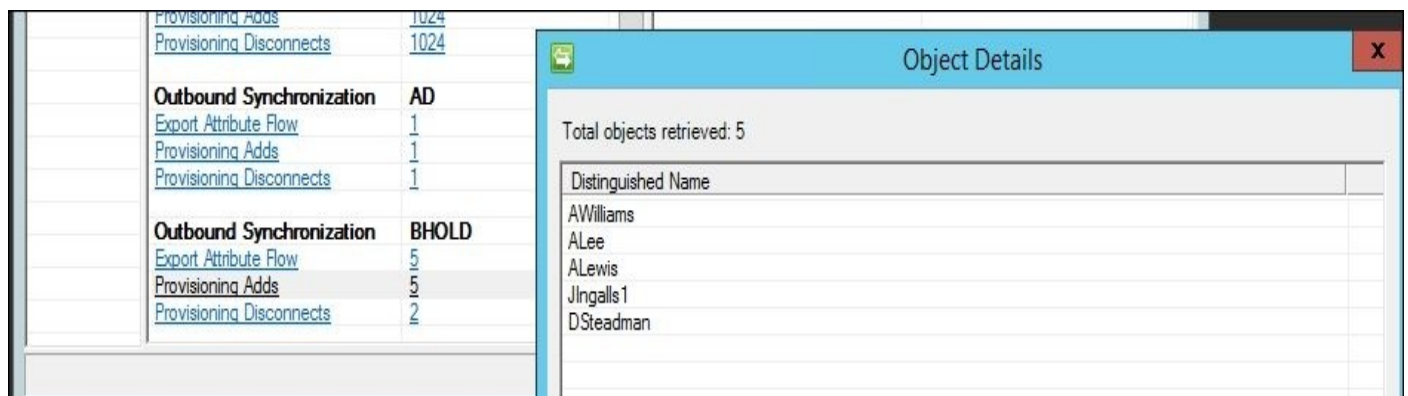 Provisioning Adds 1024
Provisioning Disconnects 1024
Outbound Synchronization AD
Export Attribute Flow 1
Provisioning Adds 1
Provisioning Disconnects 1
Outbound Synchronization BHOLD
Export Attribute Flow 5
Provisioning Adds 5
Provisioning Disconnects 2
Object Details X
Total objects retrieved: 5
Distinguished Name
AWilliams
ALee
ALewis
JIngalls1
DSteadman